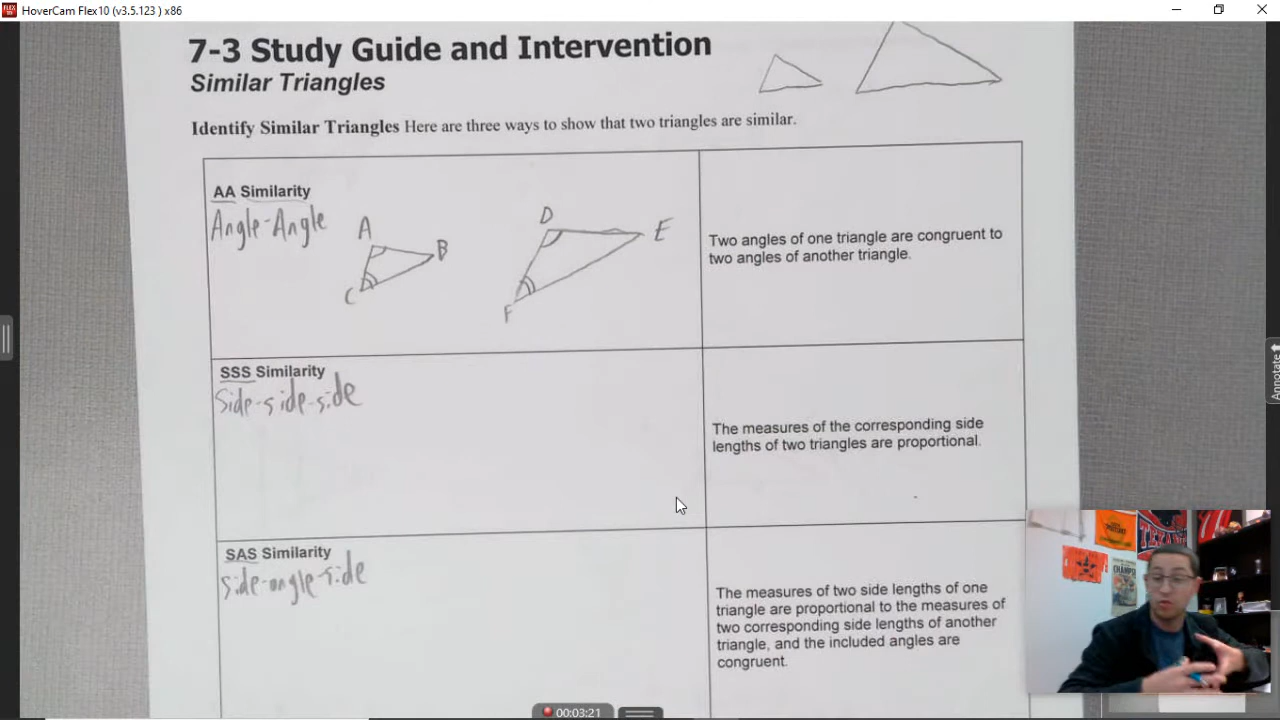 HoverCam Flex10 (v3.5.123 ) x86
7-3 Study Guide and Intervention
Similar Triangles
Identify Similar Triangles Here are three ways to show that two triangles are similar.
AA Similarity
Angle-Angle
A
B
C
D
E
F
Two angles of one triangle are congruent to
two angles of another triangle.
SSS Similarity
Side-side-side
The measures of the corresponding side
lengths of two triangles are proportional.
SAS Similarity
side-angle-side
The measures of two side lengths of one
triangle are proportional to the measures of
two corresponding side lengths of another
triangle, and the included angles are
congruent.
Annotate
CHAMPS
TEXANS
00:03:21